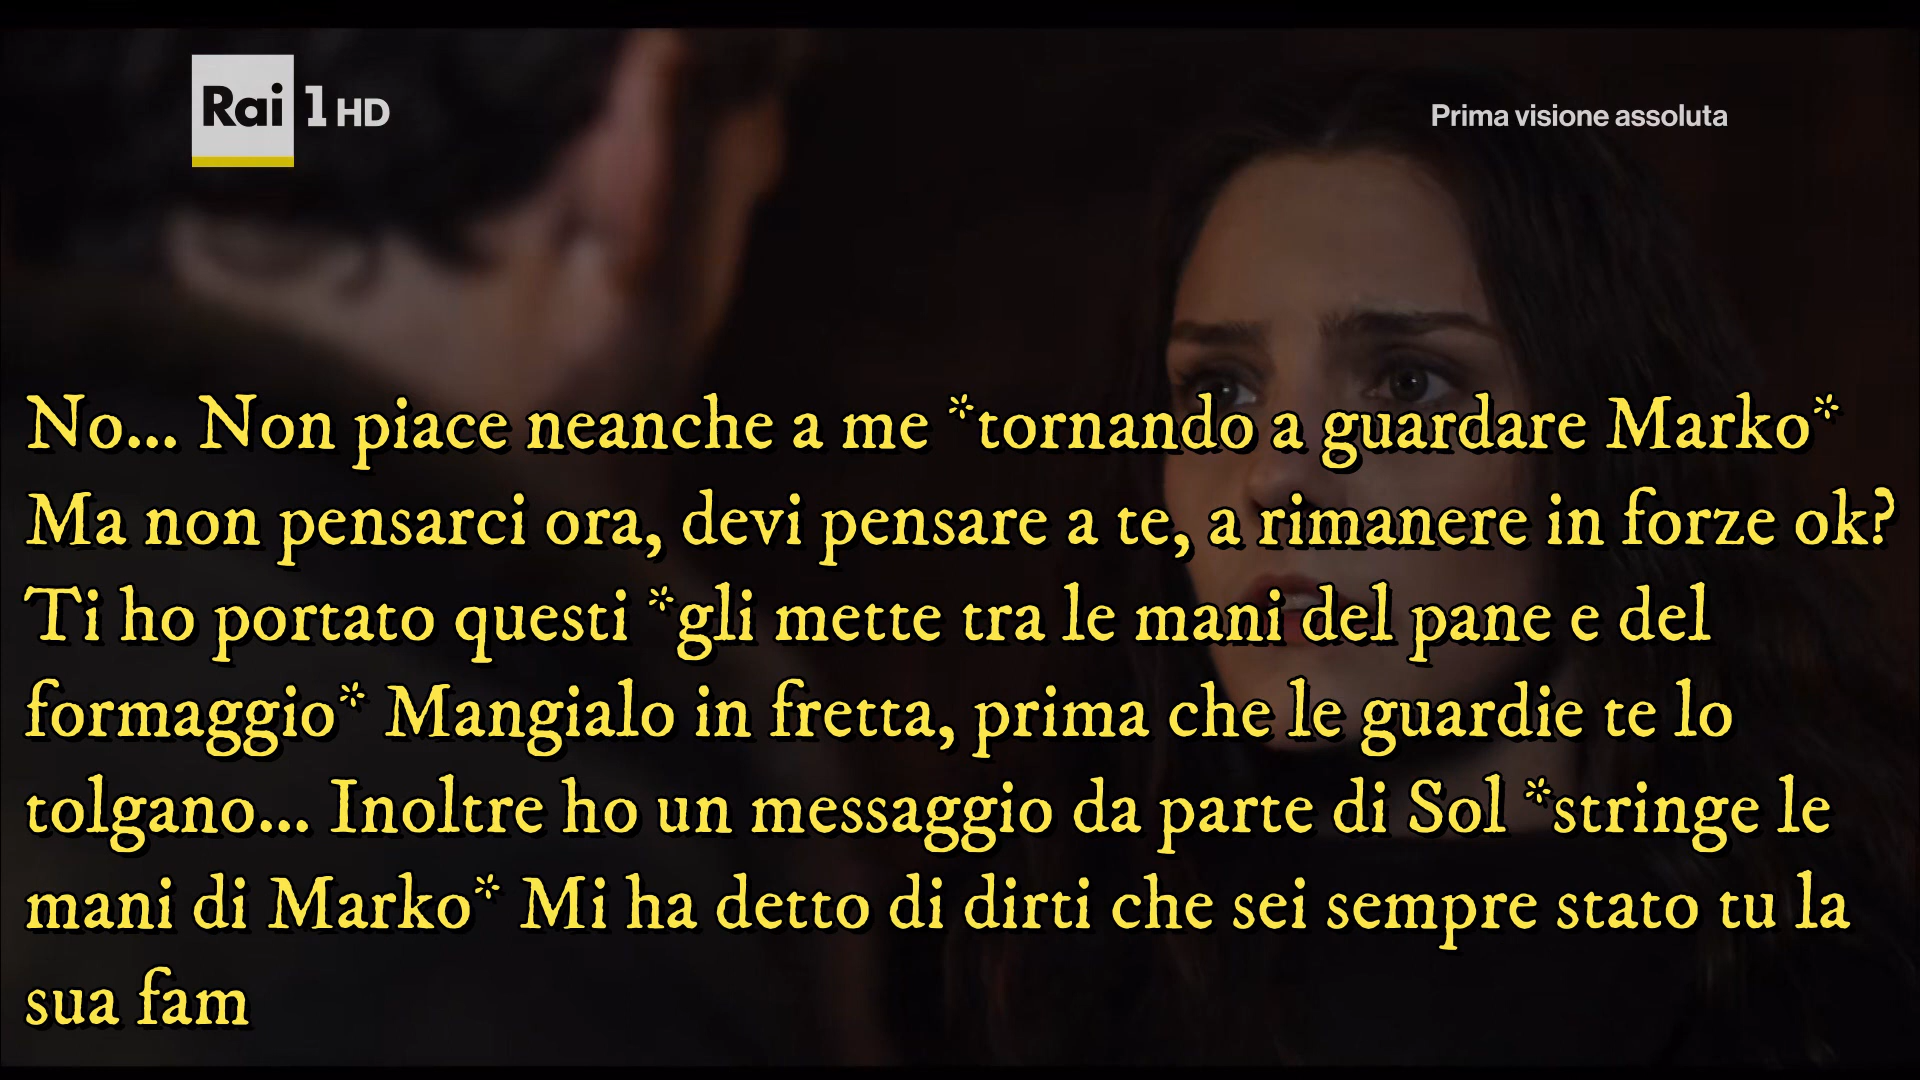 Rai 1 HD
Prima visione assoluta
No... Non piace neanche a me *tornando a guardare Marko*
Ma non pensarci ora, devi pensare a te, a rimanere in forze ok?
Ti ho portato questi *gli mette tra le mani del pane e del
formaggio* Mangialo in fretta, prima che le guardie te lo
tolgano... Inoltre ho un messaggio da parte di Sol *stringe le
mani di Marko* Mi ha detto di dirti che sei sempre stato tu la
sua fam